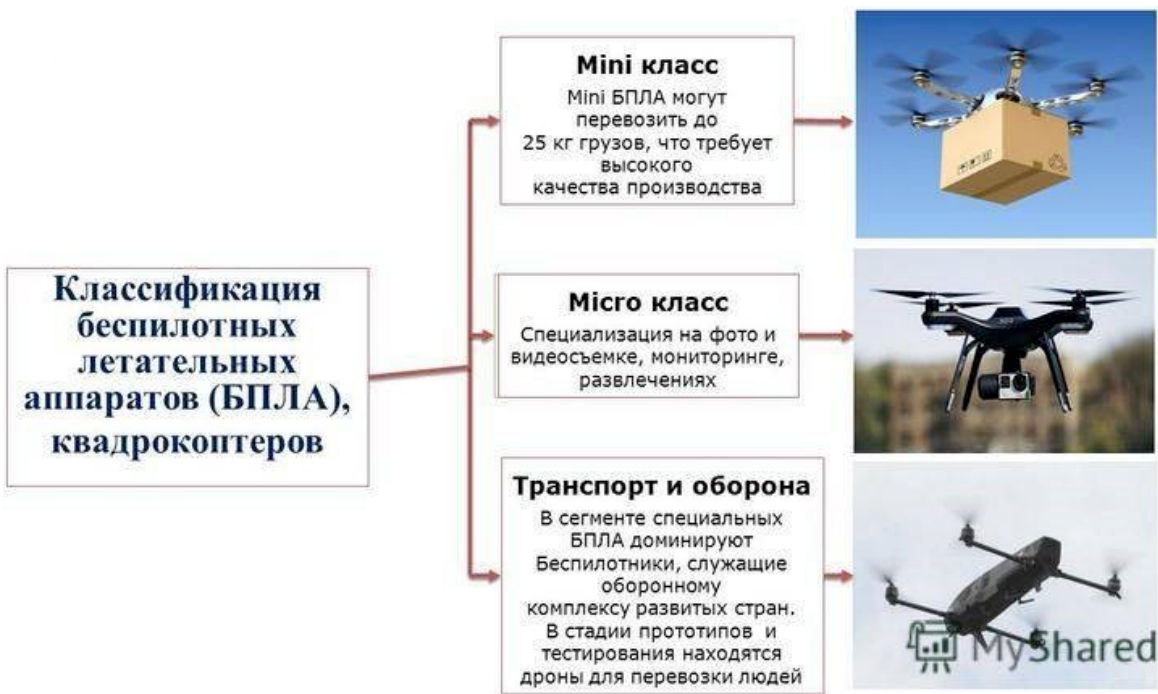 Классификация
беспилотных
летательных
аппаратов (БПЛА),
квадрокоптеров
Mini класс
Mini БПЛА могут
перевозить до
25 кг грузов, что требует
высокого
качества производства
Micro класс
Специализация на фото и
видеосъемке, мониторинге,
развлечениях
Транспорт и оборона
В сегменте специальных
БПЛА доминируют
Беспилотники, служащие
оборонному
комплексу развитых стран.
В стадии прототипов и
тестирования находятся
дроны для перевозки людей
MyShared